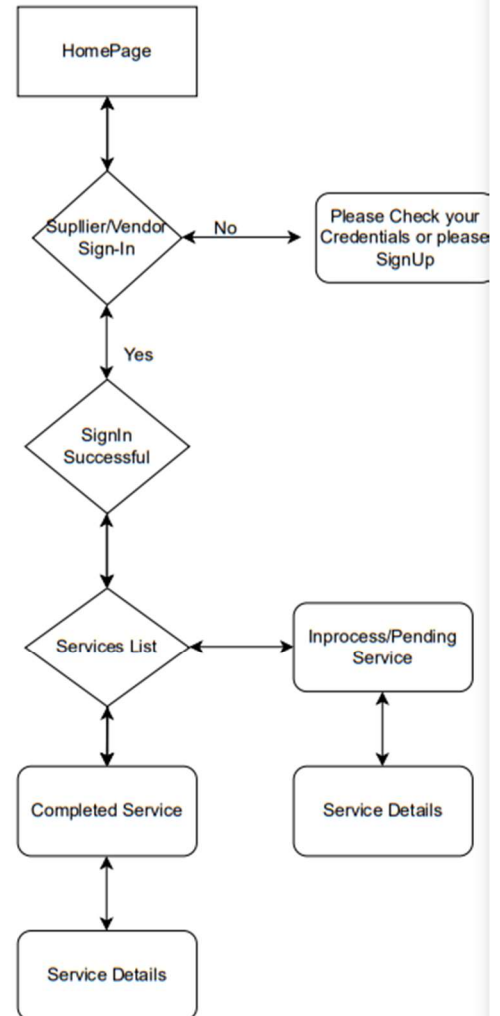 HomePage
Supllier/Vendor
Sign-In
No
Please Check your
Credentials or please
SignUp
Yes
SignIn
Successful
Services List
Inprocess/Pending
Service
Completed Service
Service Details
Service Details